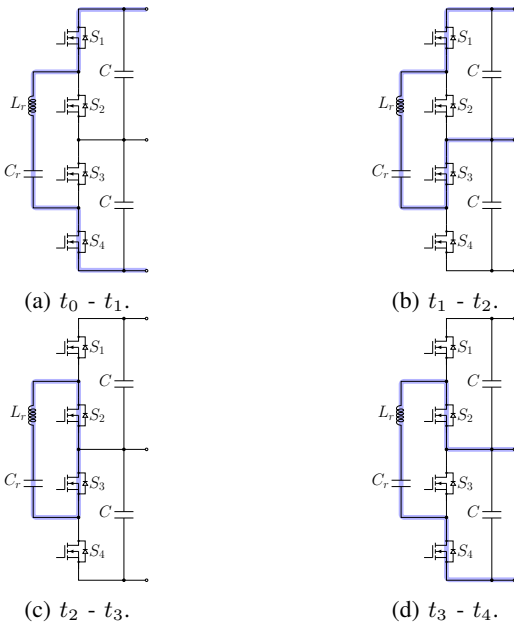 S₁
C
Lᵣ
S₂
Cᵣ
S₃
C
S₄
(a) t₀ - t₁.
S₁
C
Lᵣ
S₂
Cᵣ
S₃
C
S₄
(b) t₁ - t₂.
S₁
C
Lᵣ
S₂
Cᵣ
S₃
C
S₄
(c) t₂ - t₃.
S₁
C
Lᵣ
S₂
Cᵣ
S₃
C
S₄
(d) t₃ - t₄.